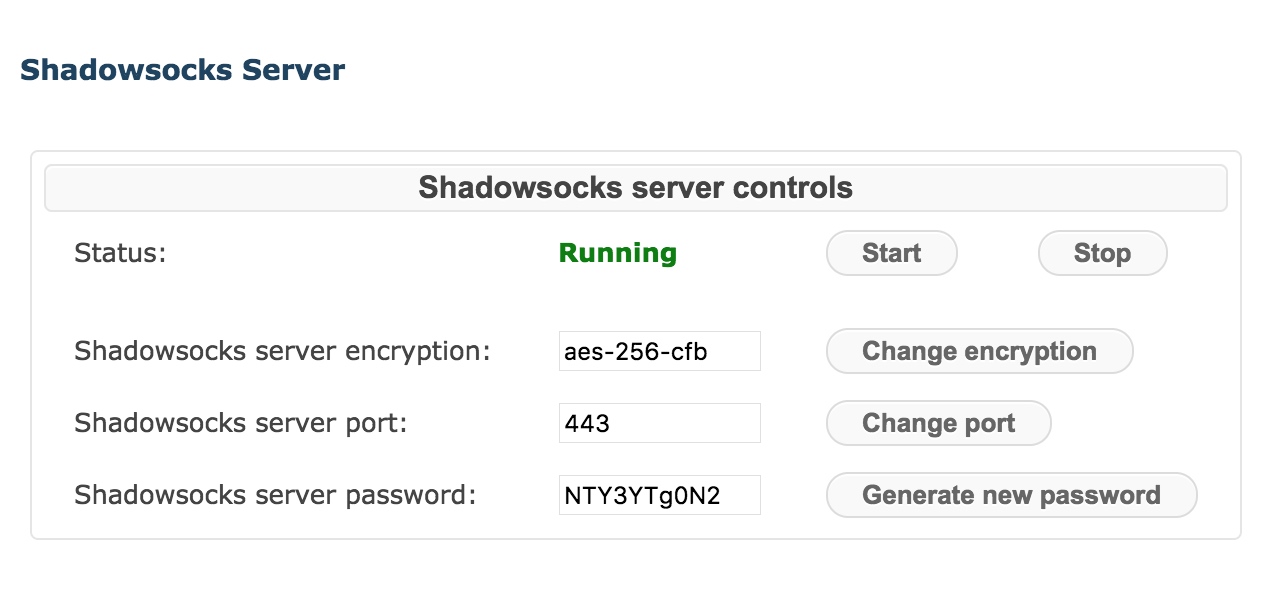 Shadowsocks Server
Shadowsocks server controls
Status: Running Start Stop
Shadowsocks server encryption: aes-256-cfb Change encryption
Shadowsocks server port: 443 Change port
Shadowsocks server password: NTY3YTg0N2 Generate new password